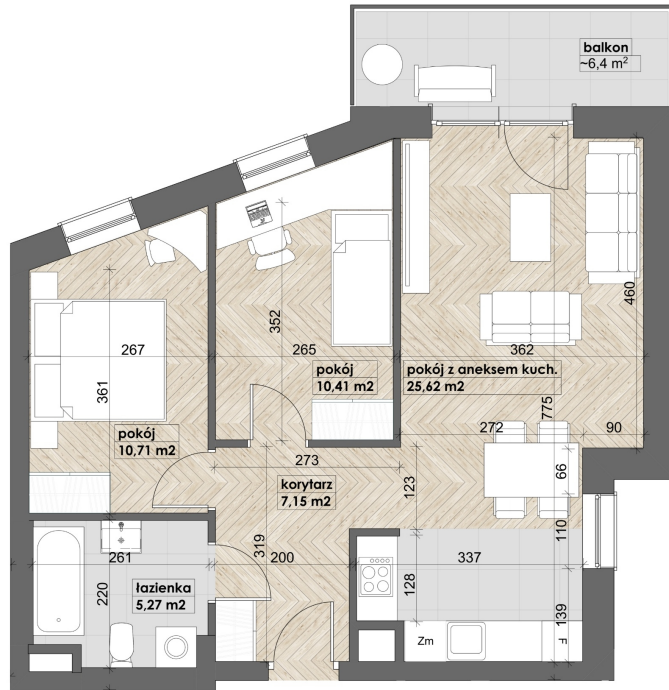 balkon
~6,4 m²
460
352
267
265
362
pokój
10,41 m2
pokój z aneksem kuch.
25,62 m2
361
775
272
90
pokój
10,71 m2
273
korytarz
7,15 m2
123
66
110
319
261
200
337
220
łazienka
5,27 m2
128
139
Zm
F